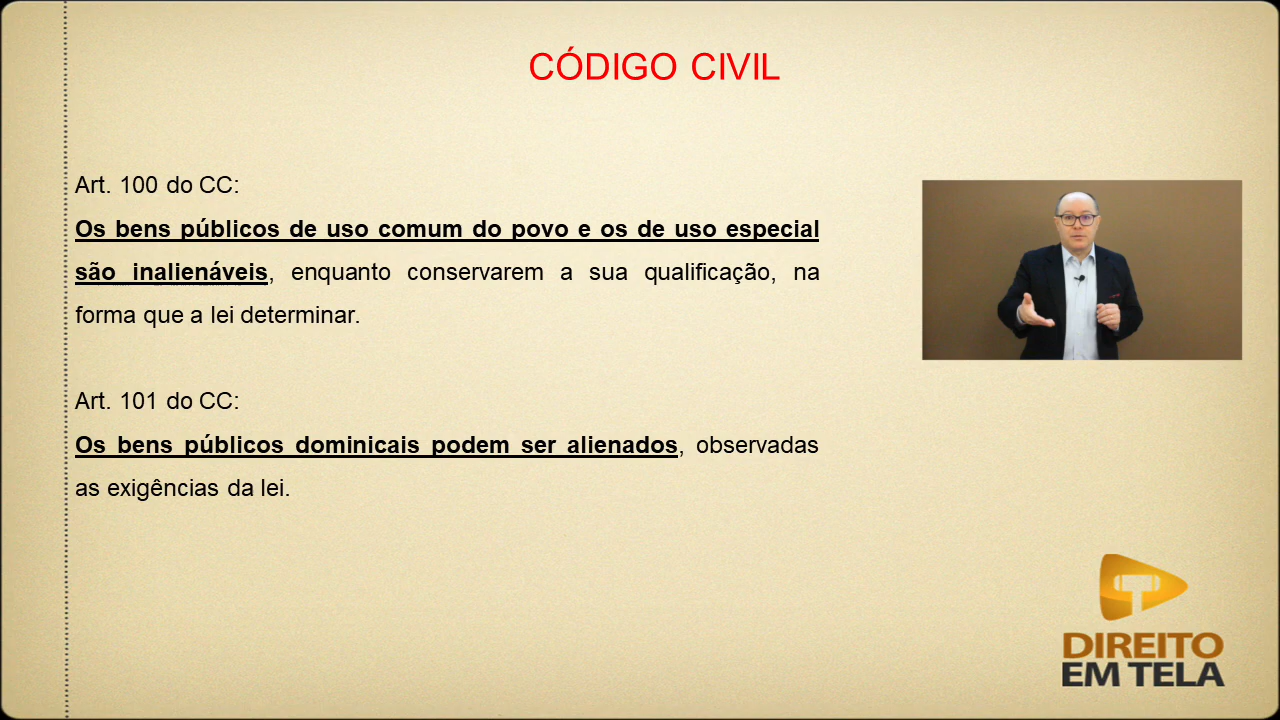 CÓDIGO CIVIL
Art. 100 do CC:
Os bens públicos de uso comum do povo e os de uso especial
são inalienáveis, enquanto conservarem a sua qualificação, na
forma que a lei determinar.
Art. 101 do CC:
Os bens públicos dominicais podem ser alienados, observadas
as exigências da lei.
DIREITO
EM TELA